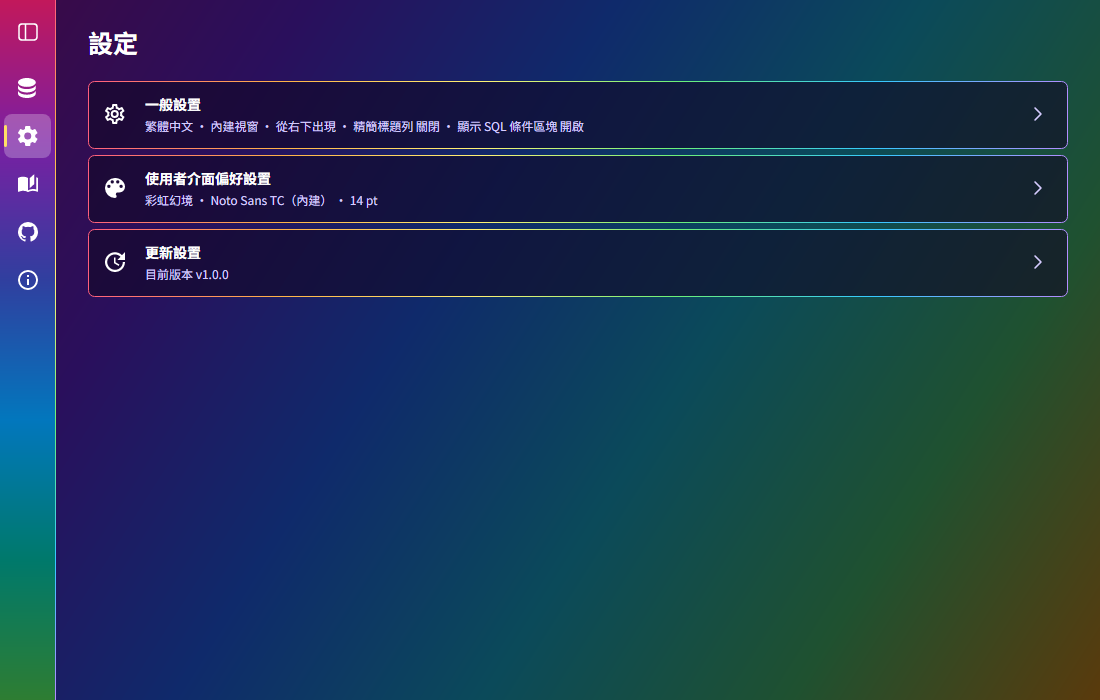 設定
一般設置
繁體中文 • 內建視窗 • 從右下出現 • 精簡標題列 關閉 • 顯示 SQL 條件區塊 開啟
使用者介面偏好設置
彩虹幻境 • Noto Sans TC（內建） • 14 pt
更新設置
目前版本 v1.0.0